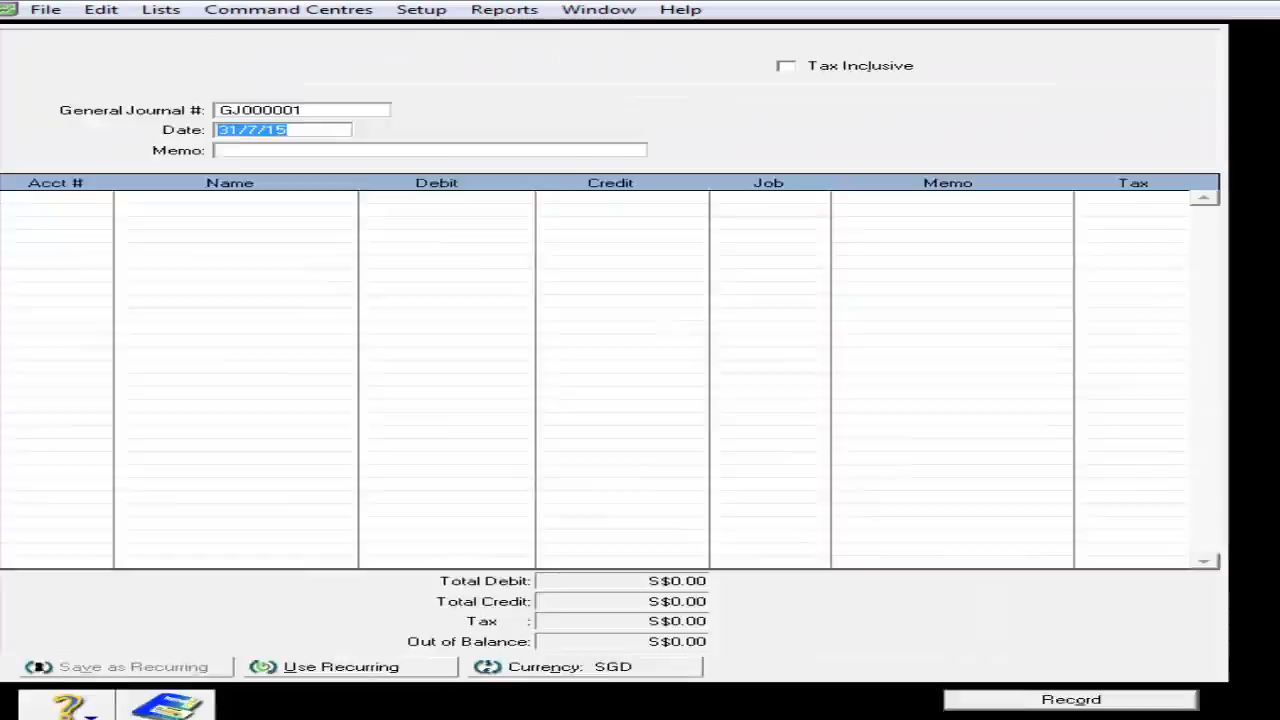 File Edit Lists Command Centres Setup Reports Window Help
Tax Inclusive
General Journal #: GJ000001
Date: 31/7/15
Memo:
Acct # Name Debit Credit Job Memo Tax
Total Debit: S$0.00
Total Credit: S$0.00
Tax : S$0.00
Out of Balance: S$0.00
Save as Recurring Use Recurring Currency: SGD
? Record